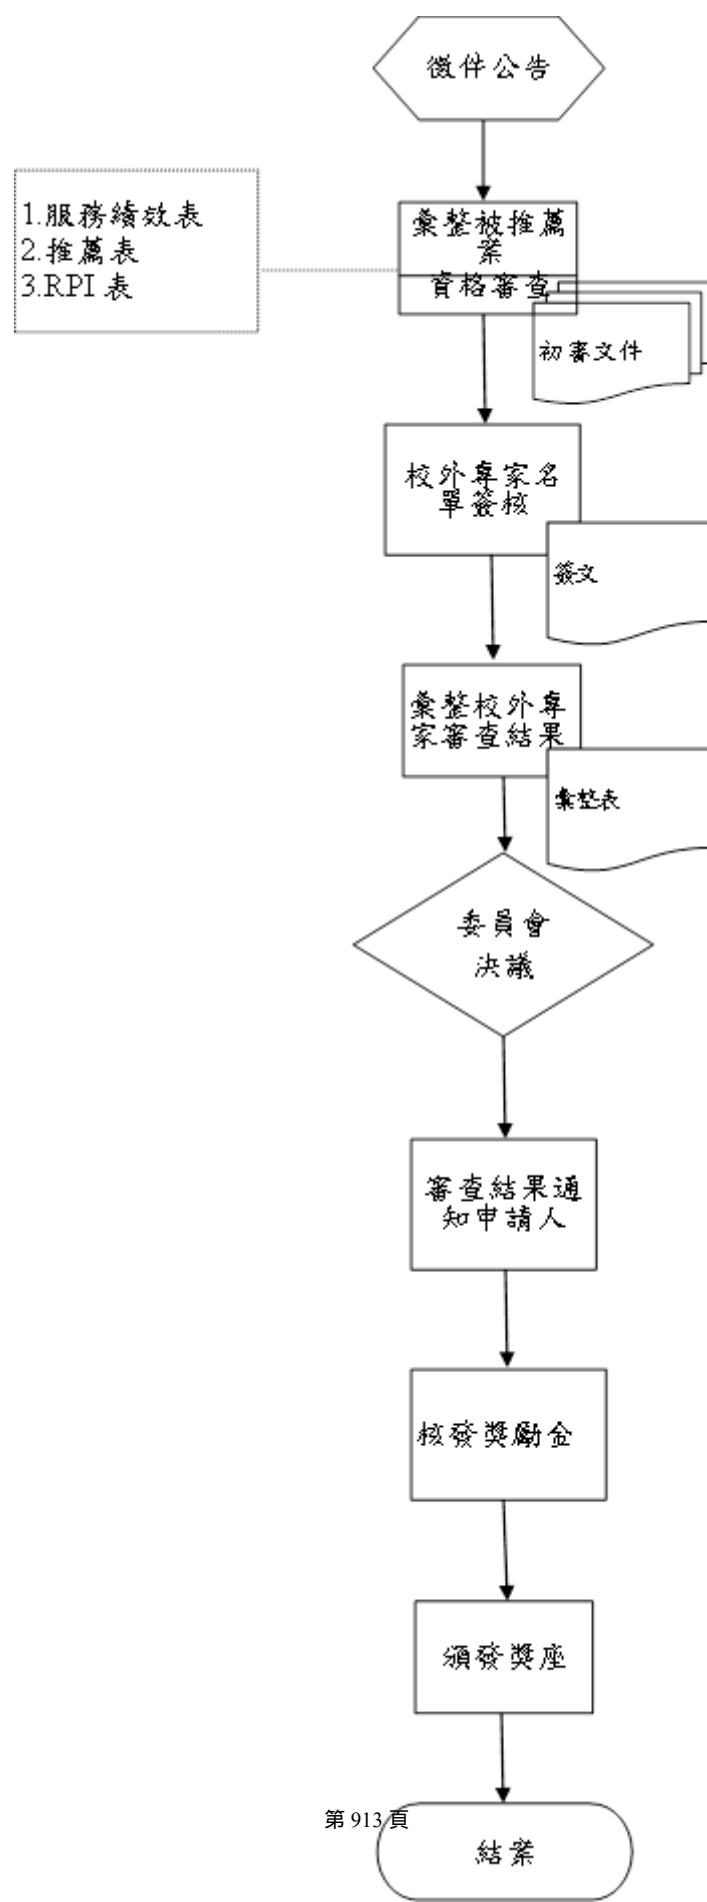 徵件公告
1.服務績效表
2.推薦表
3.RPI 表
彙整被推薦
案
資格審查
初審文件
校外專家名
單簽核
簽文
彙整校外專
家審查結果
彙整表
委員會
決議
審查結果通
知申請人
核發獎勵金
頒發獎座
第 913 頁
結案